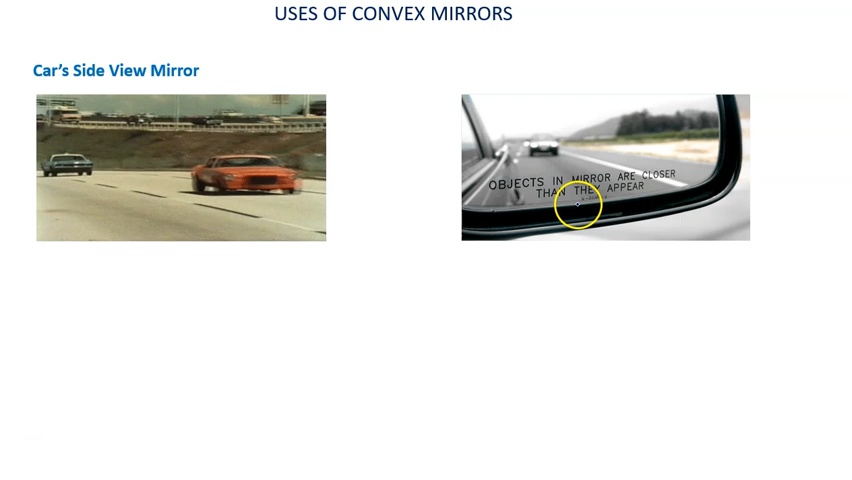 USES OF CONVEX MIRRORS
Car's Side View Mirror
OBJECTS IN MIRROR ARE CLOSER
THAN THEY APPEAR